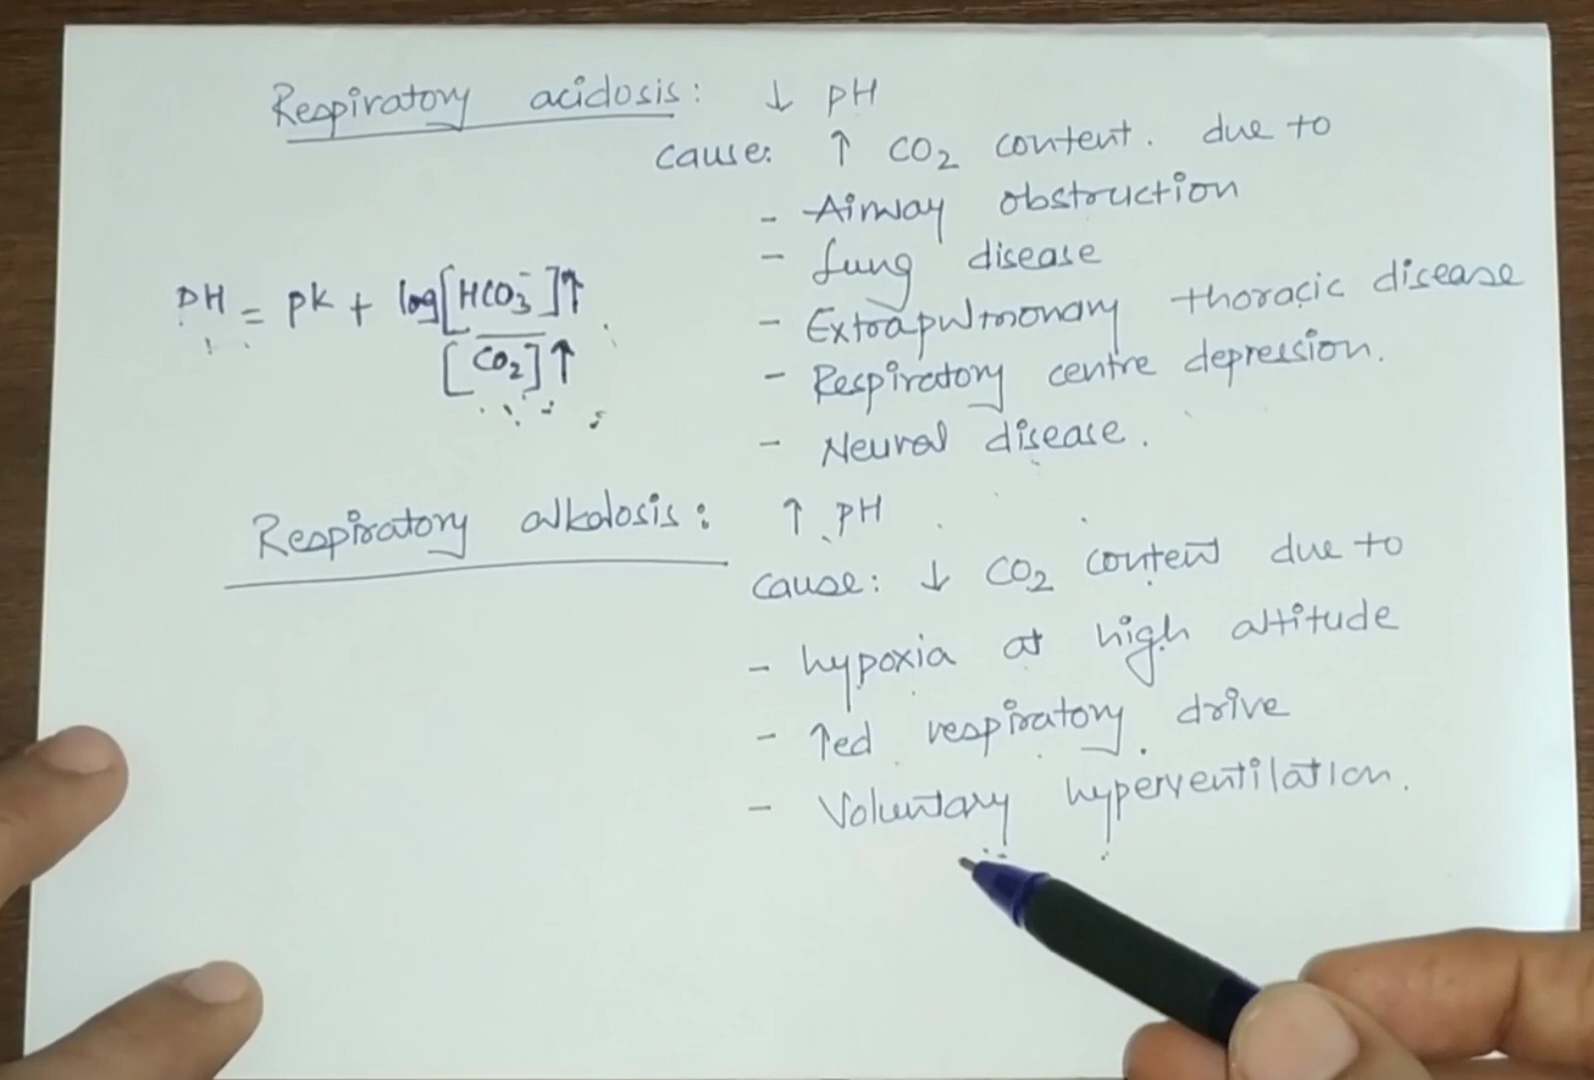 Respiratory acidosis: ↓ PH
cause: ↑ CO2 content. due to
- Airway obstruction
- Lung disease
- Extrapulmonary thoracic disease
- Respiratory centre depression.
- Neural disease.
PH = pK + log[HCO3-]↑
[CO2]↑
Respiratory alkalosis: ↑ PH
cause: ↓ CO2 content due to
- hypoxia at high altitude
- ↑ed respiratory drive
- Voluntary hyperventilation.